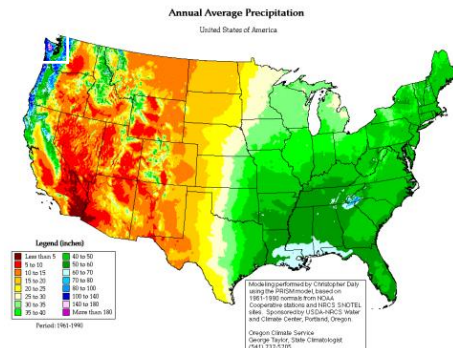 Annual Average Precipitation
United States of America
Legend (inches)
Less than 5
5 to 10
10 to 15
15 to 20
20 to 25
25 to 30
30 to 35
35 to 40
40 to 50
50 to 60
60 to 70
70 to 80
80 to 100
100 to 140
140 to 180
More than 180
Period: 1961-1990
Modeling performed by Christopher Daly
using the PRISM model, based on
1961-1990 normals from NOAA
Cooperative stations and NRCS SNOTEL
sites. Sponsored by USDA-NRCS Water
and Climate Center, Portland, Oregon.
Oregon Climate Service
George Taylor, State Climatologist
(541) 737-5705